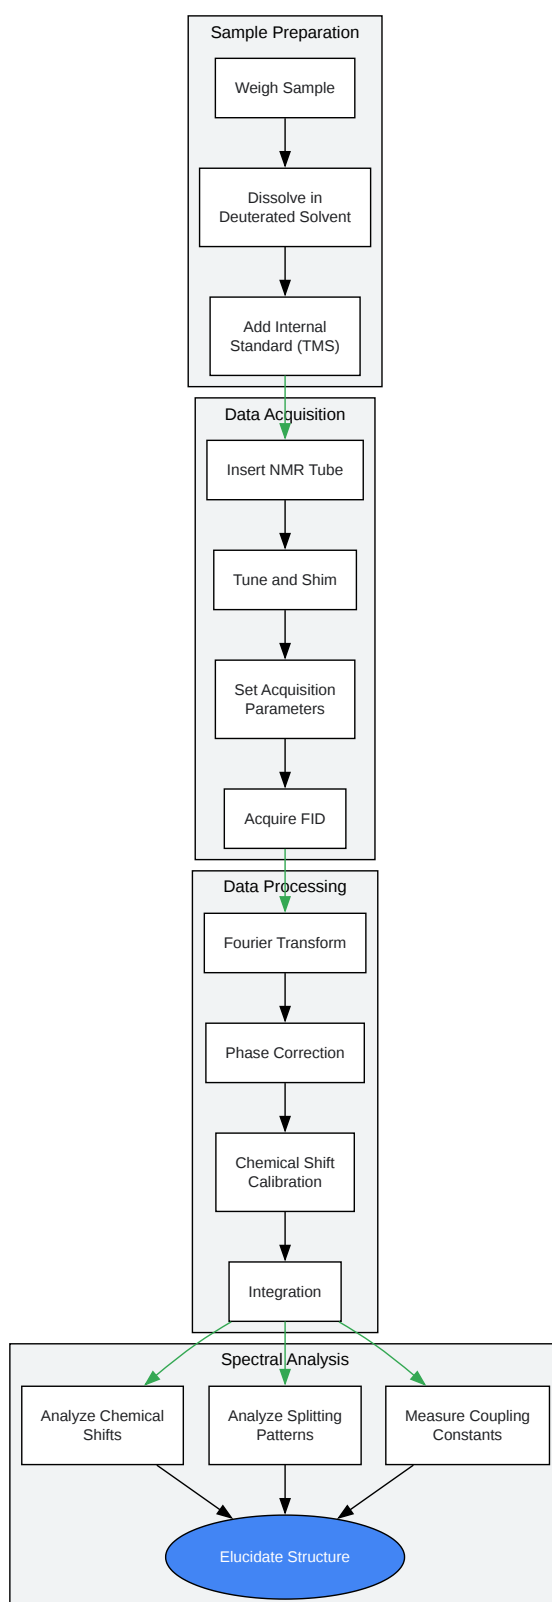 Sample Preparation
Weigh Sample
Dissolve in
Deuterated Solvent
Add Internal
Standard (TMS)
Data Acquisition
Insert NMR Tube
Tune and Shim
Set Acquisition
Parameters
Acquire FID
Data Processing
Fourier Transform
Phase Correction
Chemical Shift
Calibration
Integration
Spectral Analysis
Analyze Chemical
Shifts
Analyze Splitting
Patterns
Measure Coupling
Constants
Elucidate Structure